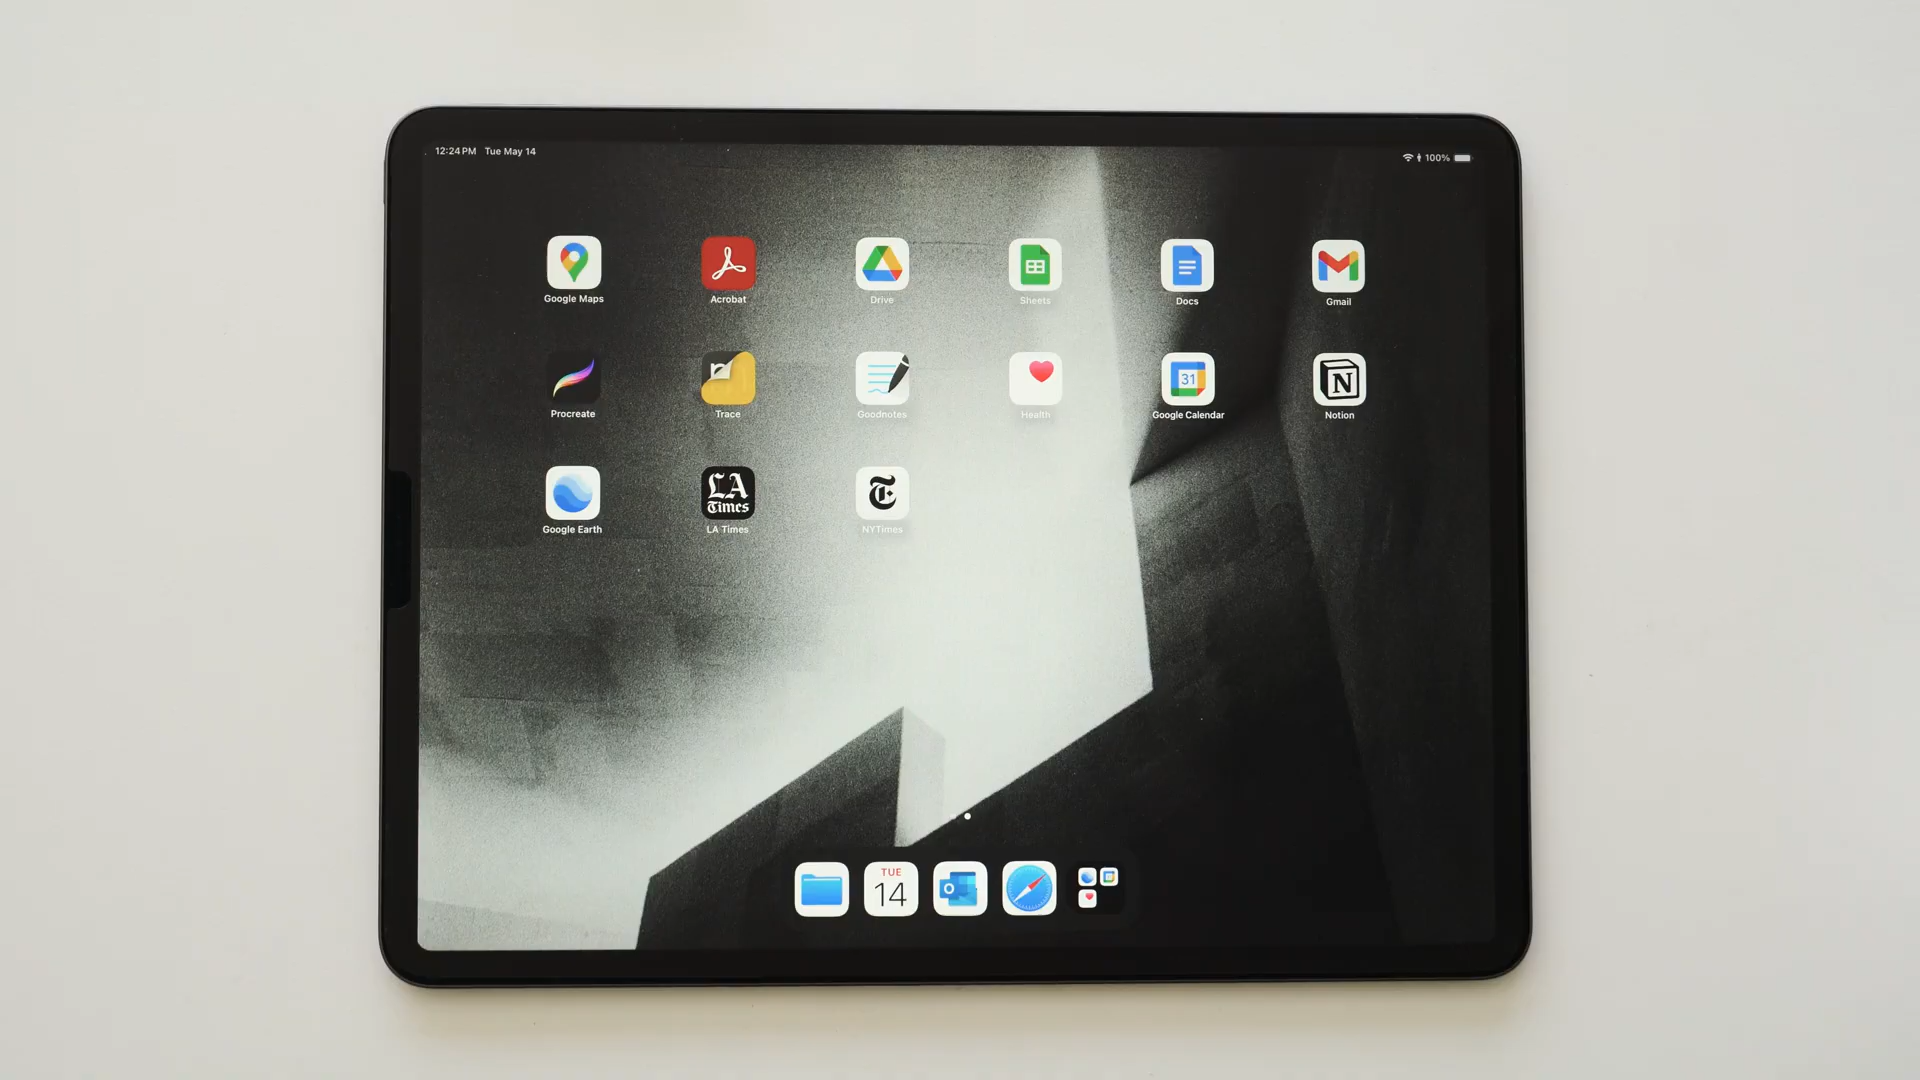 12:24 PM Tue May 14
100%
Google Maps
Acrobat
Drive
Sheets
Docs
Gmail
Procreate
Trace
Goodnotes
Health
31
Google Calendar
N
Notion
Google Earth
LA
Times
LA Times
T
NYTimes
TUE
14
O